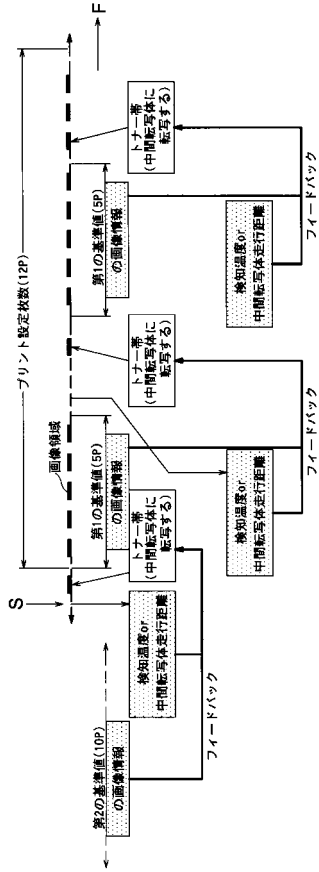 F
プリント設定枚数(12P)
画像領域
S
第1の基準値(5P)
の画像情報
第1の基準値(5P)
の画像情報
第2の基準値(10P)
の画像情報
トナー帯
(中間転写体に
転写する)
トナー帯
(中間転写体に
転写する)
トナー帯
(中間転写体に
転写する)
検知温度or
中間転写体走行距離
検知温度or
中間転写体走行距離
検知温度or
中間転写体走行距離
フィードバック
フィードバック
フィードバック